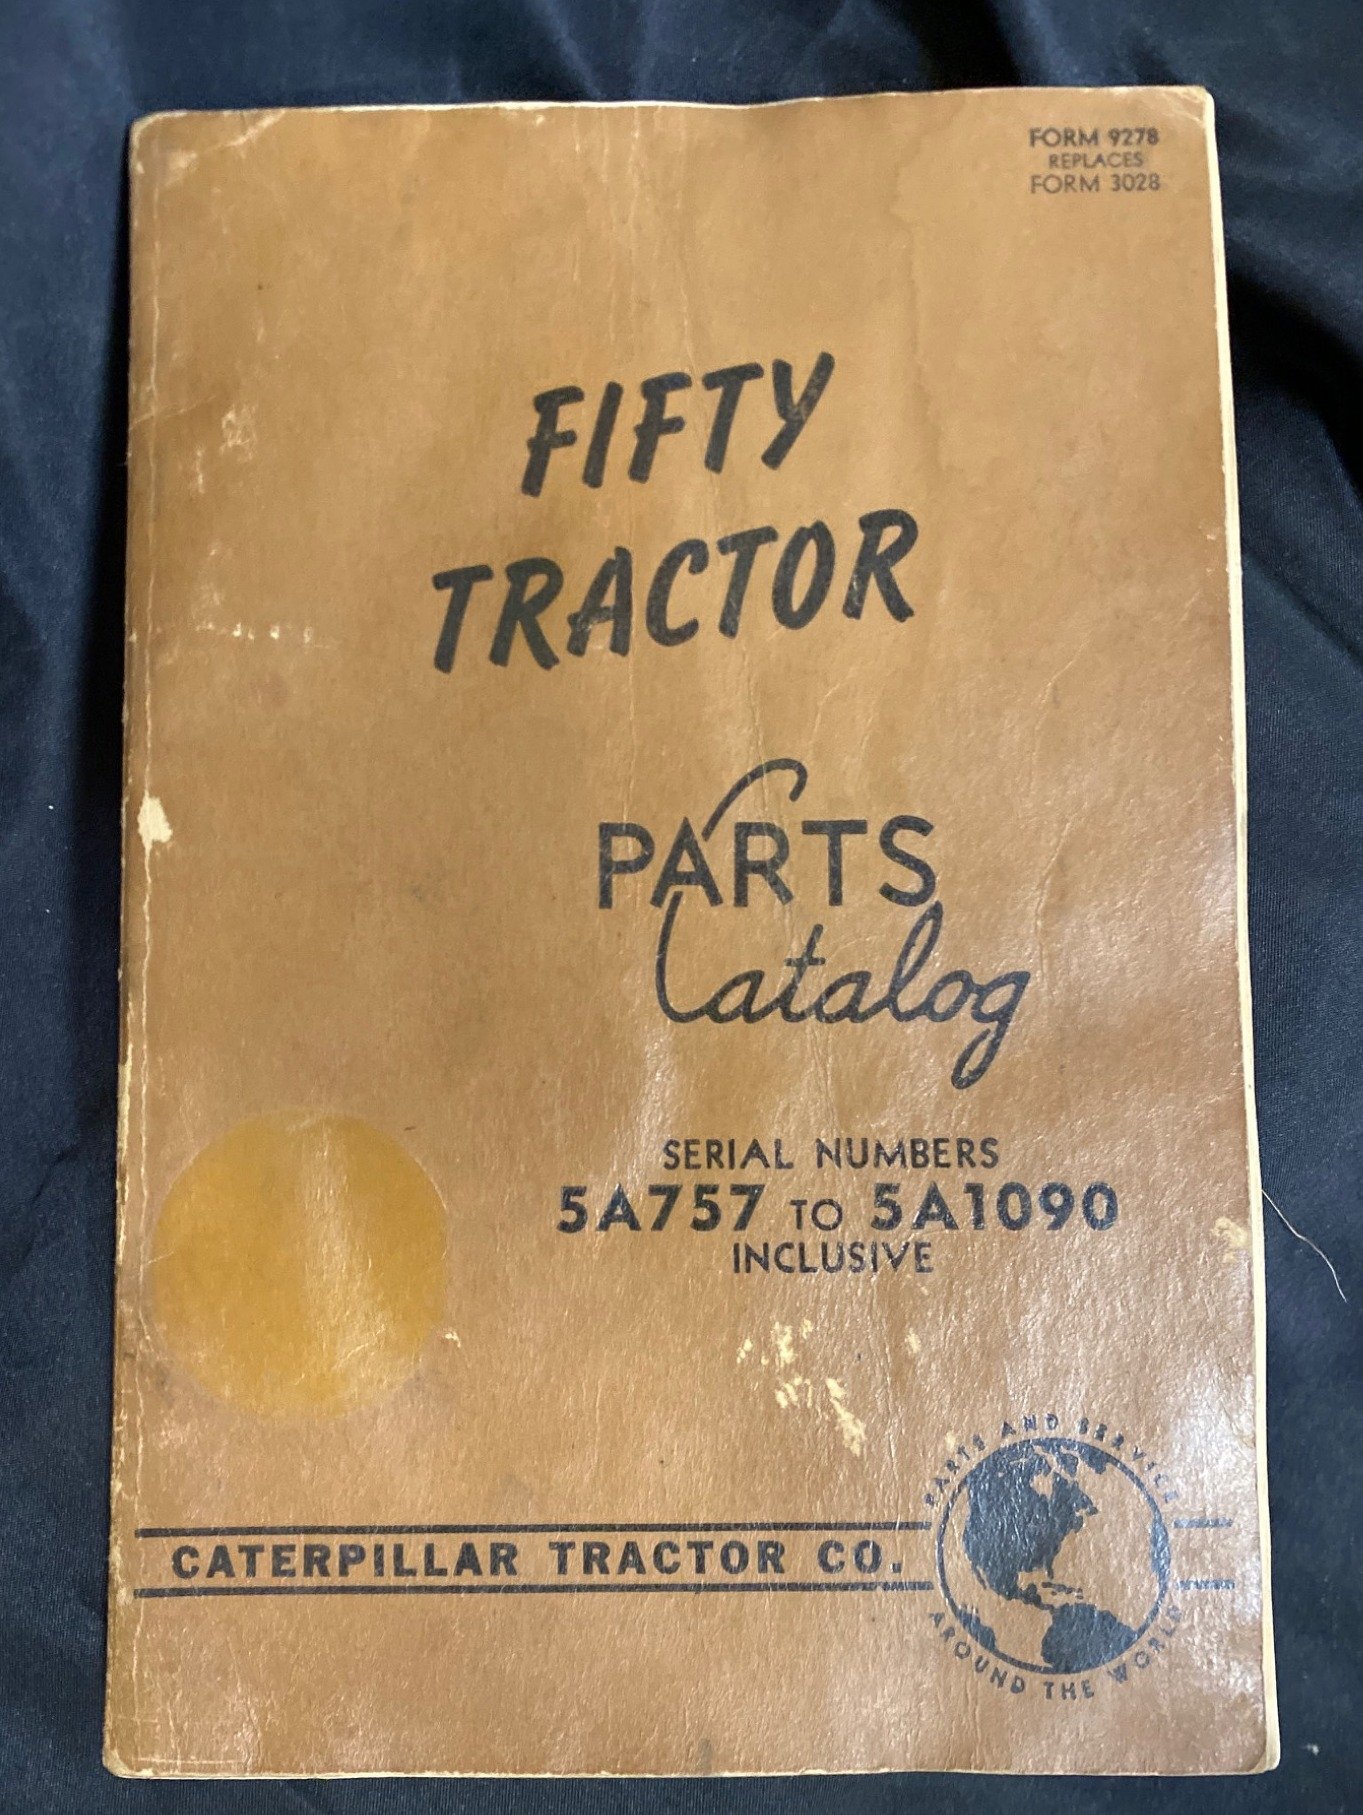 FORM 9278
REPLACES
FORM 3028
FIFTY
TRACTOR
PARTS
Catalog
SERIAL NUMBERS
5A757 TO 5A1090
INCLUSIVE
CATERPILLAR TRACTOR CO.
PARTS AND SERVICE
AROUND THE WORLD